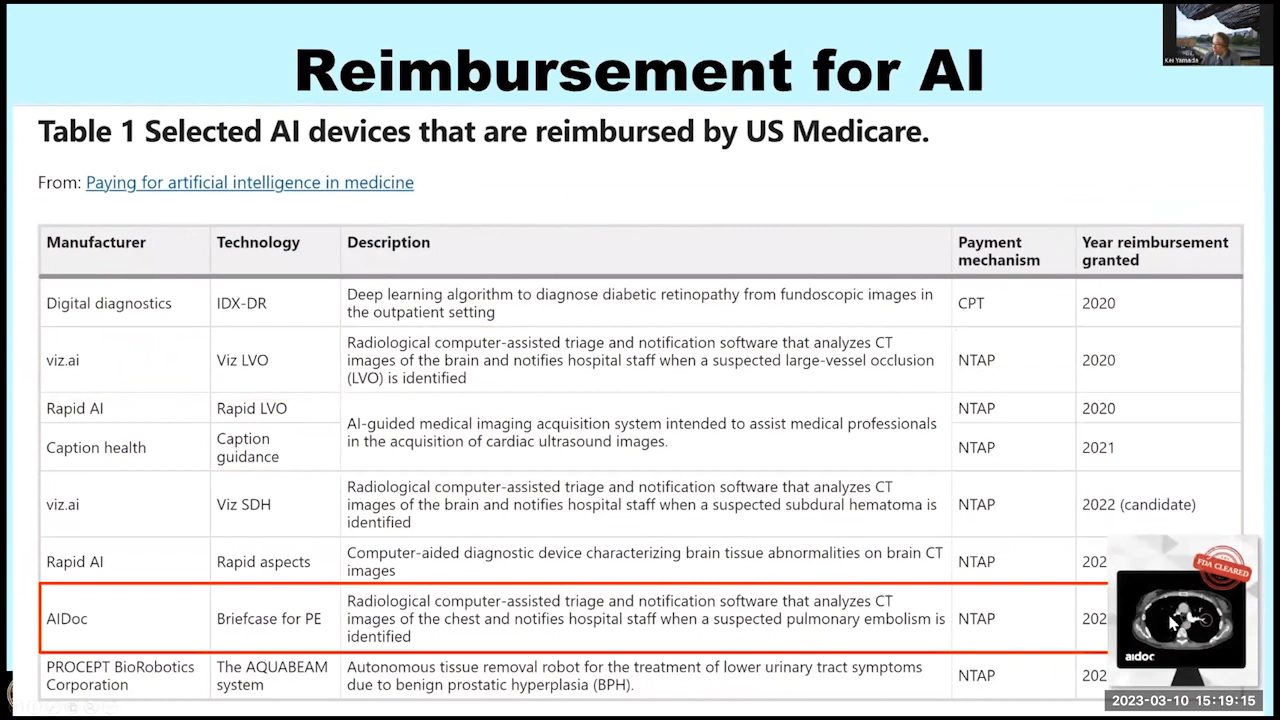 Reimbursement for AI
Kei Yamada
Table 1 Selected AI devices that are reimbursed by US Medicare.
From: Paying for artificial intelligence in medicine
Manufacturer Technology Description Payment mechanism Year reimbursement granted
Digital diagnostics IDX-DR Deep learning algorithm to diagnose diabetic retinopathy from fundoscopic images in
the outpatient setting CPT 2020
viz.ai Viz LVO Radiological computer-assisted triage and notification software that analyzes CT
images of the brain and notifies hospital staff when a suspected large-vessel occlusion
(LVO) is identified NTAP 2020
Rapid AI Rapid LVO NTAP 2020
AI-guided medical imaging acquisition system intended to assist medical professionals
in the acquisition of cardiac ultrasound images.
Caption health Caption guidance NTAP 2021
viz.ai Viz SDH Radiological computer-assisted triage and notification software that analyzes CT
images of the brain and notifies hospital staff when a suspected subdural hematoma is
identified NTAP 2022 (candidate)
Rapid AI Rapid aspects Computer-aided diagnostic device characterizing brain tissue abnormalities on brain CT
images NTAP 202
AIDoc Briefcase for PE Radiological computer-assisted triage and notification software that analyzes CT
images of the chest and notifies hospital staff when a suspected pulmonary embolism is
identified NTAP 202
PROCEPT BioRobotics Corporation The AQUABEAM system Autonomous tissue removal robot for the treatment of lower urinary tract symptoms
due to benign prostatic hyperplasia (BPH). NTAP 202
FDA CLEARED
aidoc
2023-03-10 15:19:15